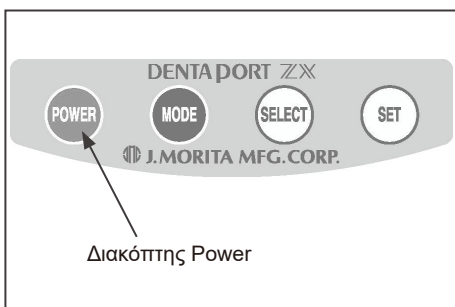 DENTAPORT ZX
POWER MODE SELECT SET
J.MORITA MFG.CORP.
Διακόπτης Power